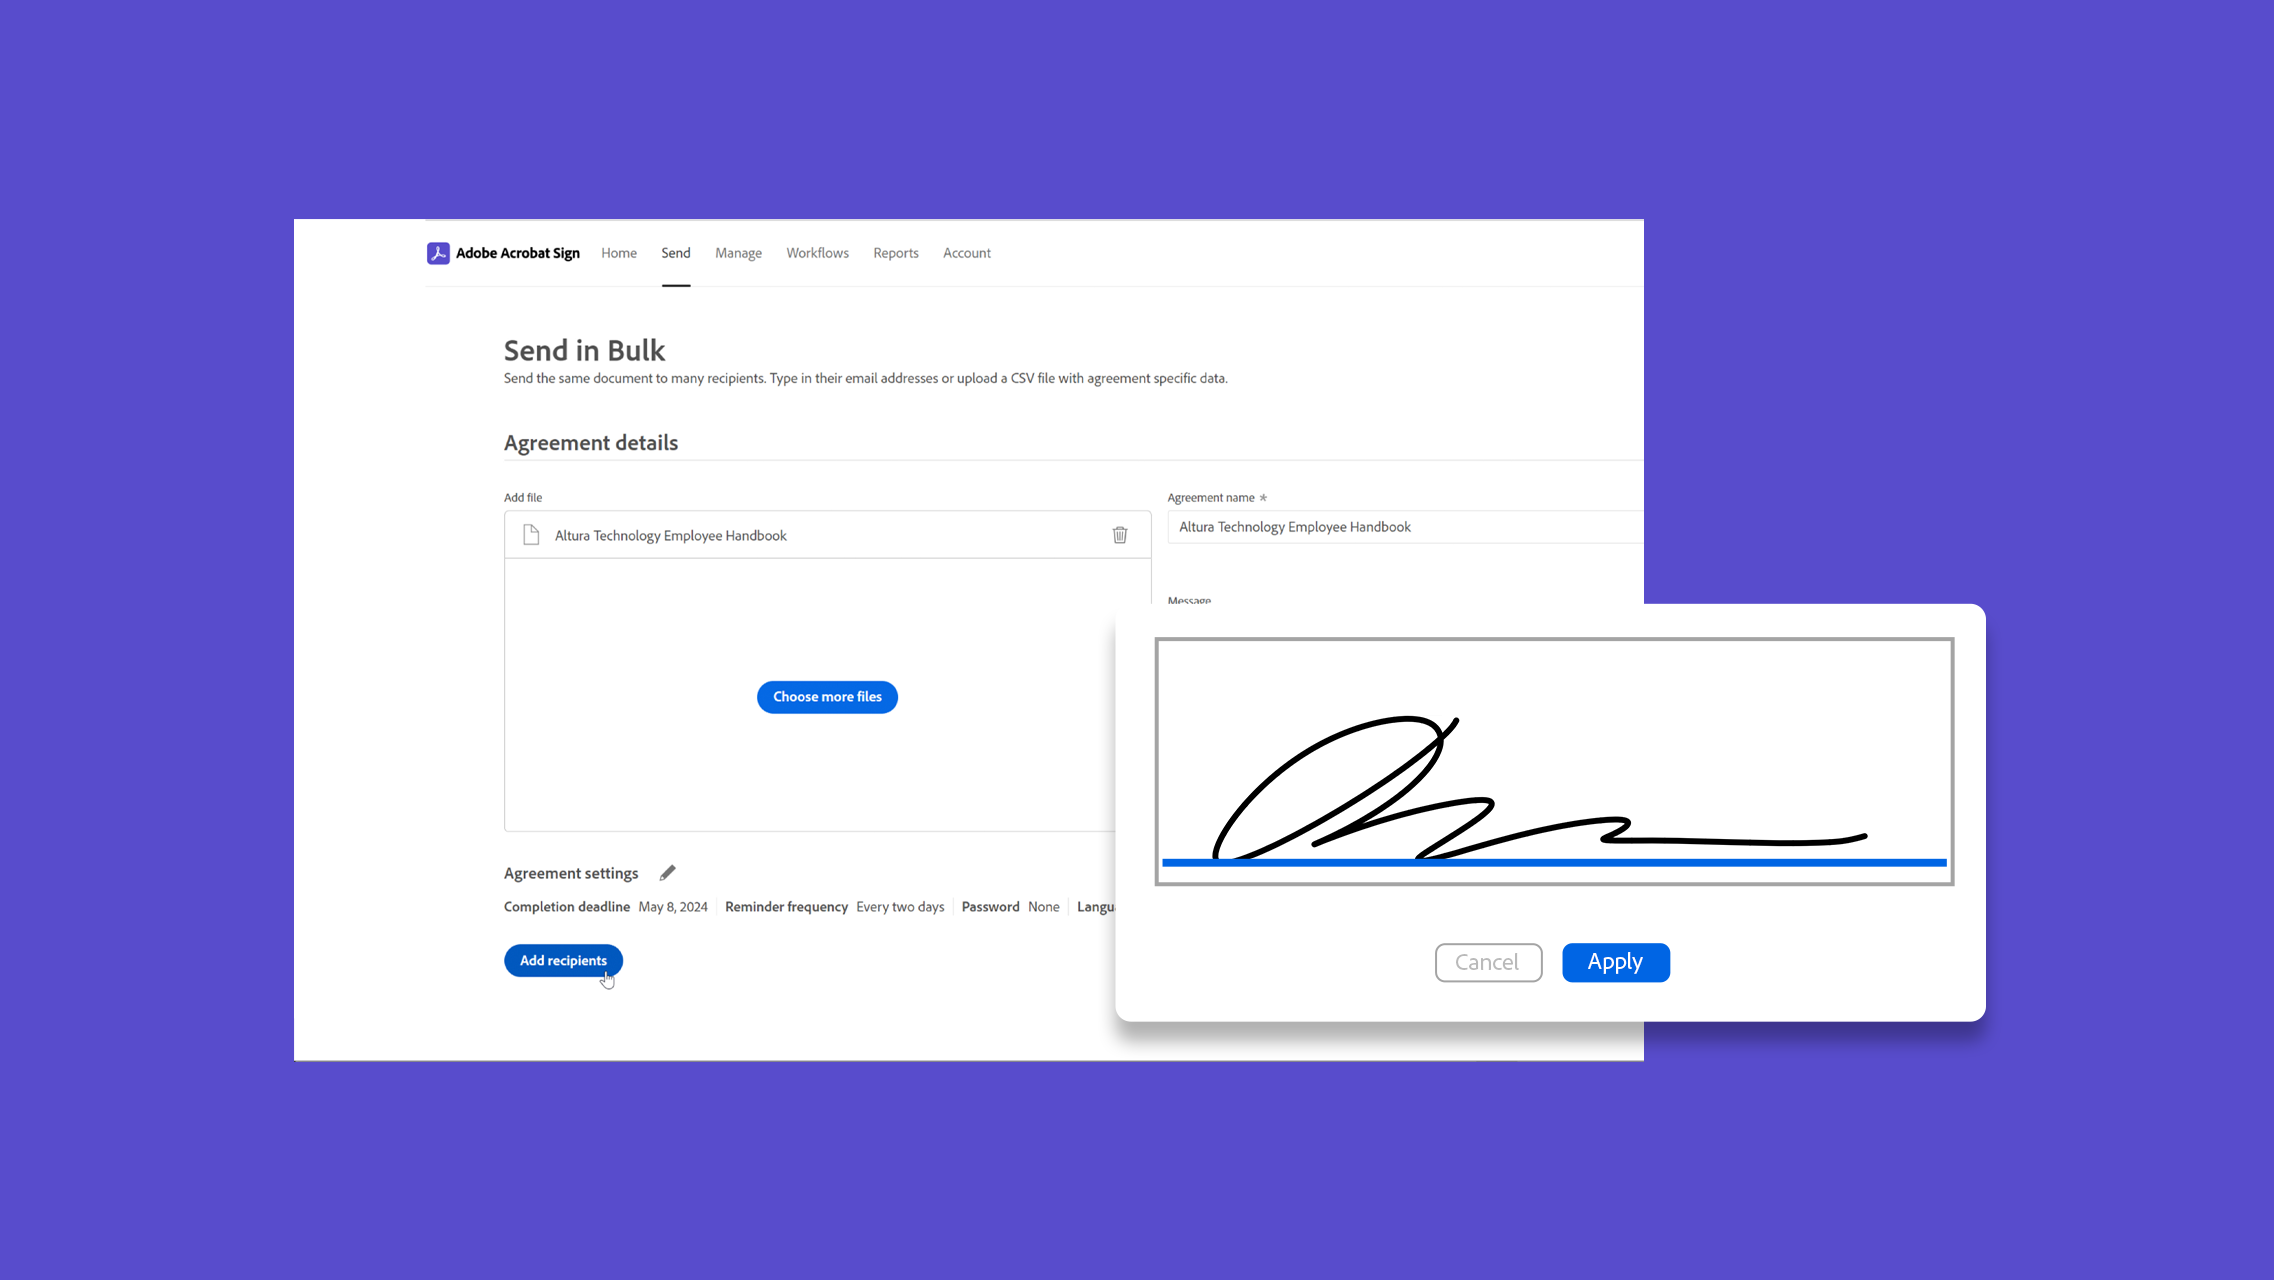 Adobe Acrobat Sign Home Send Manage Workflows Reports Account
Send in Bulk
Send the same document to many recipients. Type in their email addresses or upload a CSV file with agreement specific data.
Agreement details
Add file
Agreement name *
Altura Technology Employee Handbook
Altura Technology Employee Handbook
Message
Choose more files
Agreement settings
Completion deadline May 8, 2024 Reminder frequency Every two days Password None
Add recipients
Cancel Apply